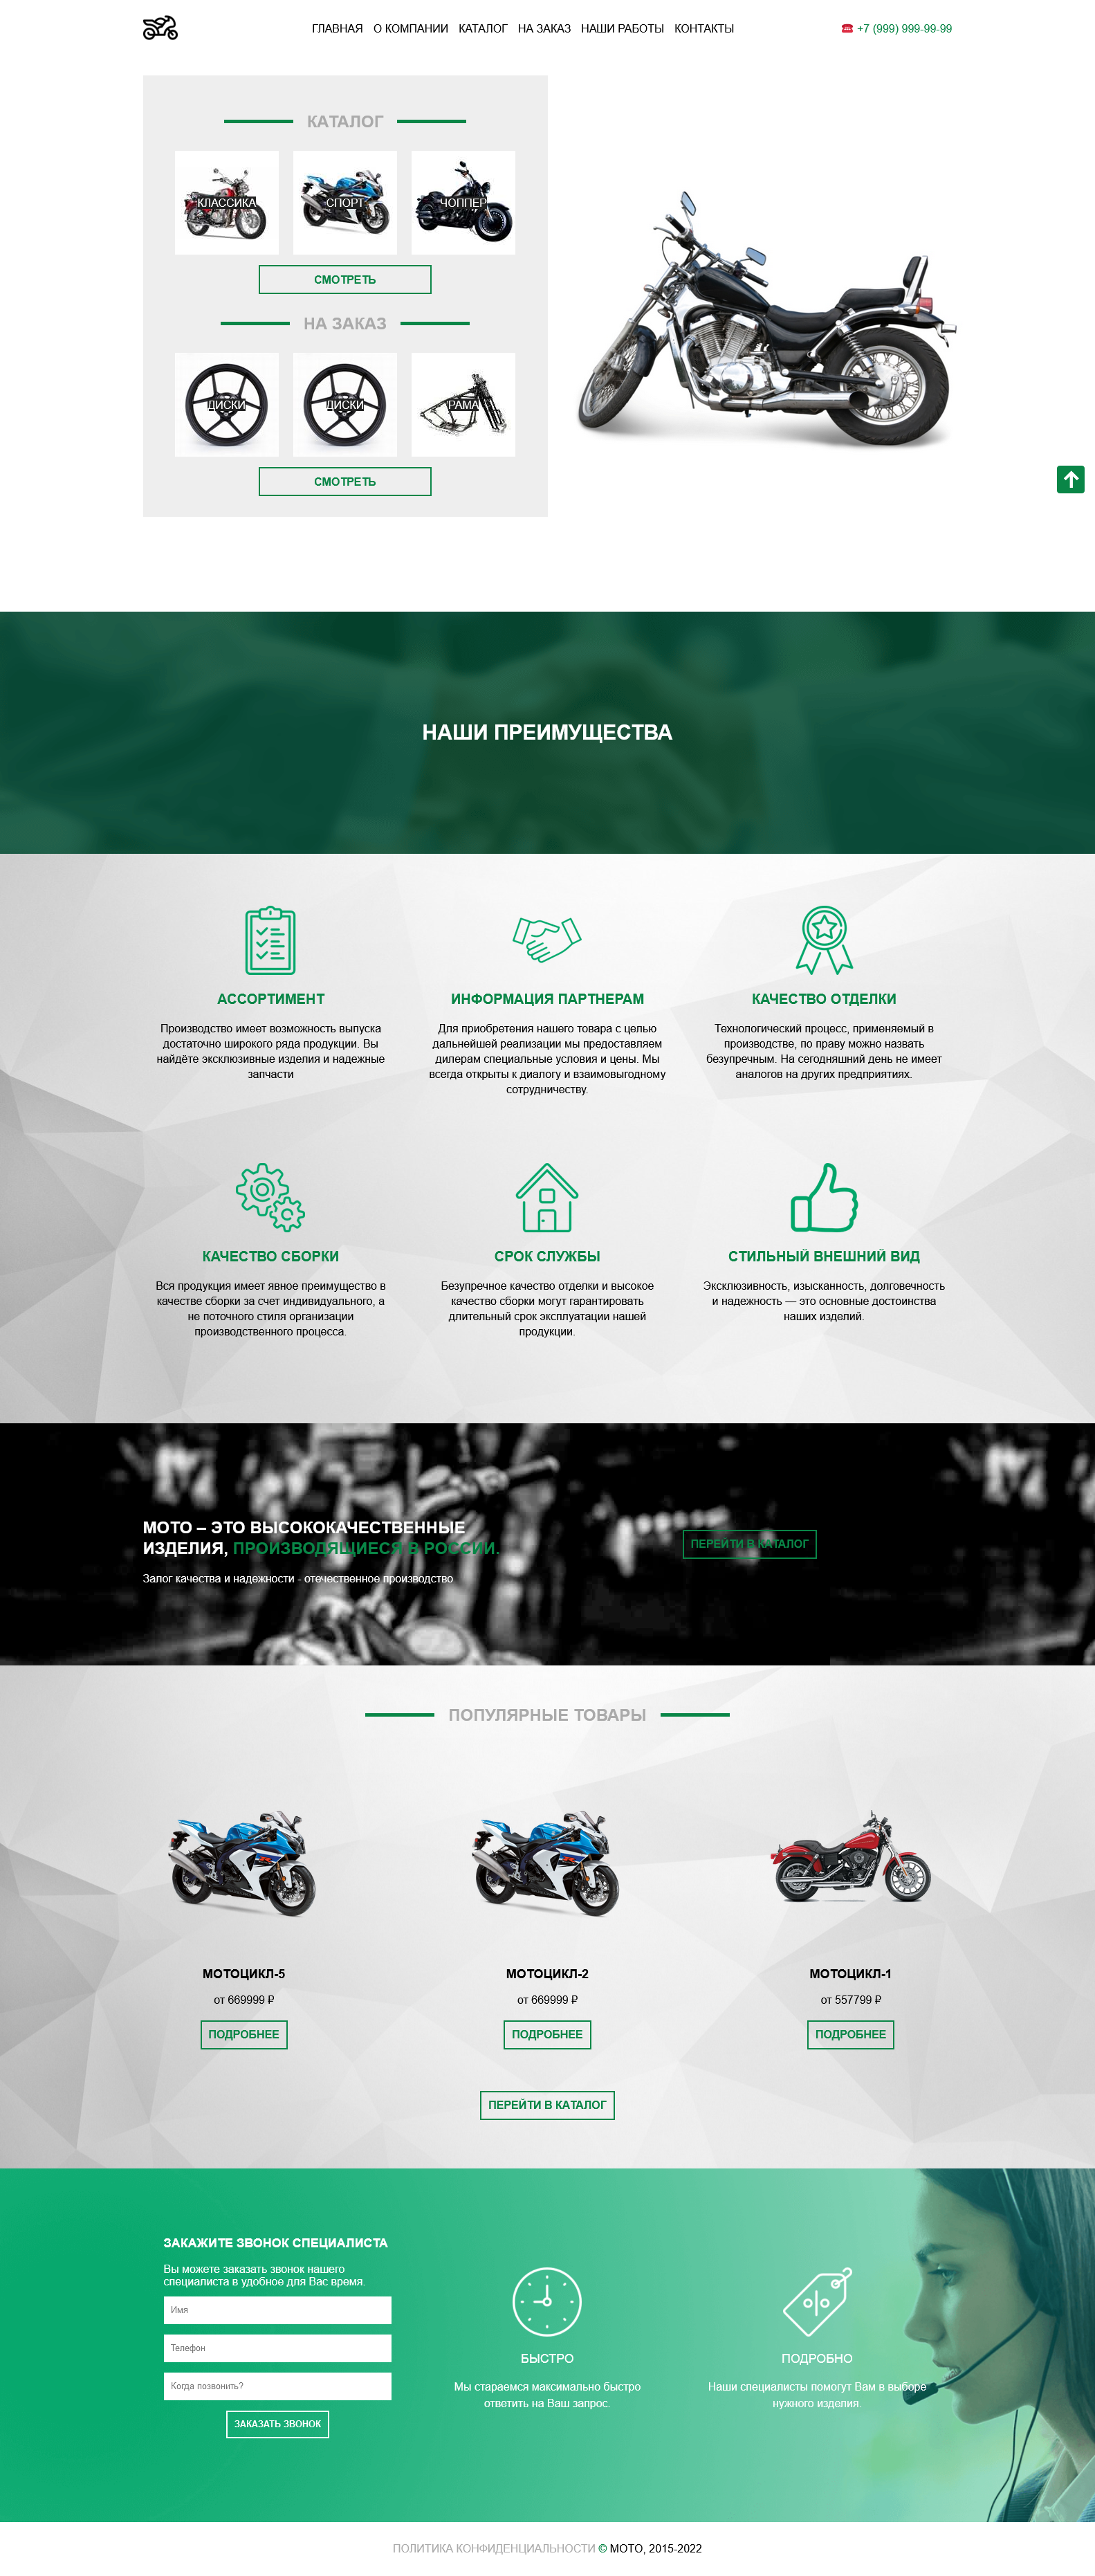 ГЛАВНАЯ О КОМПАНИИ КАТАЛОГ НА ЗАКАЗ НАШИ РАБОТЫ КОНТАКТЫ
+7 (999) 999-99-99
КАТАЛОГ
КЛАССИКА
СПОРТ
ЧОППЕР
СМОТРЕТЬ
НА ЗАКАЗ
ДИСКИ
ДИСКИ
РАМА
СМОТРЕТЬ
НАШИ ПРЕИМУЩЕСТВА
АССОРТИМЕНТ
Производство имеет возможность выпуска
достаточно широкого ряда продукции. Вы
найдёте эксклюзивные изделия и надежные
запчасти
ИНФОРМАЦИЯ ПАРТНЕРАМ
Для приобретения нашего товара с целью
дальнейшей реализации мы предоставляем
дилерам специальные условия и цены. Мы
всегда открыты к диалогу и взаимовыгодному
сотрудничеству.
КАЧЕСТВО ОТДЕЛКИ
Технологический процесс, применяемый в
производстве, по праву можно назвать
безупречным. На сегодняшний день не имеет
аналогов на других предприятиях.
КАЧЕСТВО СБОРКИ
Вся продукция имеет явное преимущество в
качестве сборки за счет индивидуального, а
не поточного стиля организации
производственного процесса.
СРОК СЛУЖБЫ
Безупречное качество отделки и высокое
качество сборки могут гарантировать
длительный срок эксплуатации нашей
продукции.
СТИЛЬНЫЙ ВНЕШНИЙ ВИД
Эксклюзивность, изысканность, долговечность
и надежность — это основные достоинства
наших изделий.
МОТО – ЭТО ВЫСОКОКАЧЕСТВЕННЫЕ
ИЗДЕЛИЯ, ПРОИЗВОДЯЩИЕСЯ В РОССИИ.
Залог качества и надежности - отечественное производство
ПЕРЕЙТИ В КАТАЛОГ
ПОПУЛЯРНЫЕ ТОВАРЫ
МОТОЦИКЛ-5
от 669999 ₽
ПОДРОБНЕЕ
МОТОЦИКЛ-2
от 669999 ₽
ПОДРОБНЕЕ
МОТОЦИКЛ-1
от 557799 ₽
ПОДРОБНЕЕ
ПЕРЕЙТИ В КАТАЛОГ
ЗАКАЖИТЕ ЗВОНОК СПЕЦИАЛИСТА
Вы можете заказать звонок нашего
специалиста в удобное для Вас время.
Имя
Телефон
Когда позвонить?
ЗАКАЗАТЬ ЗВОНОК
БЫСТРО
Мы стараемся максимально быстро
ответить на Ваш запрос.
ПОДРОБНО
Наши специалисты помогут Вам в выборе
нужного изделия.
ПОЛИТИКА КОНФИДЕНЦИАЛЬНОСТИ © МОТО, 2015-2022